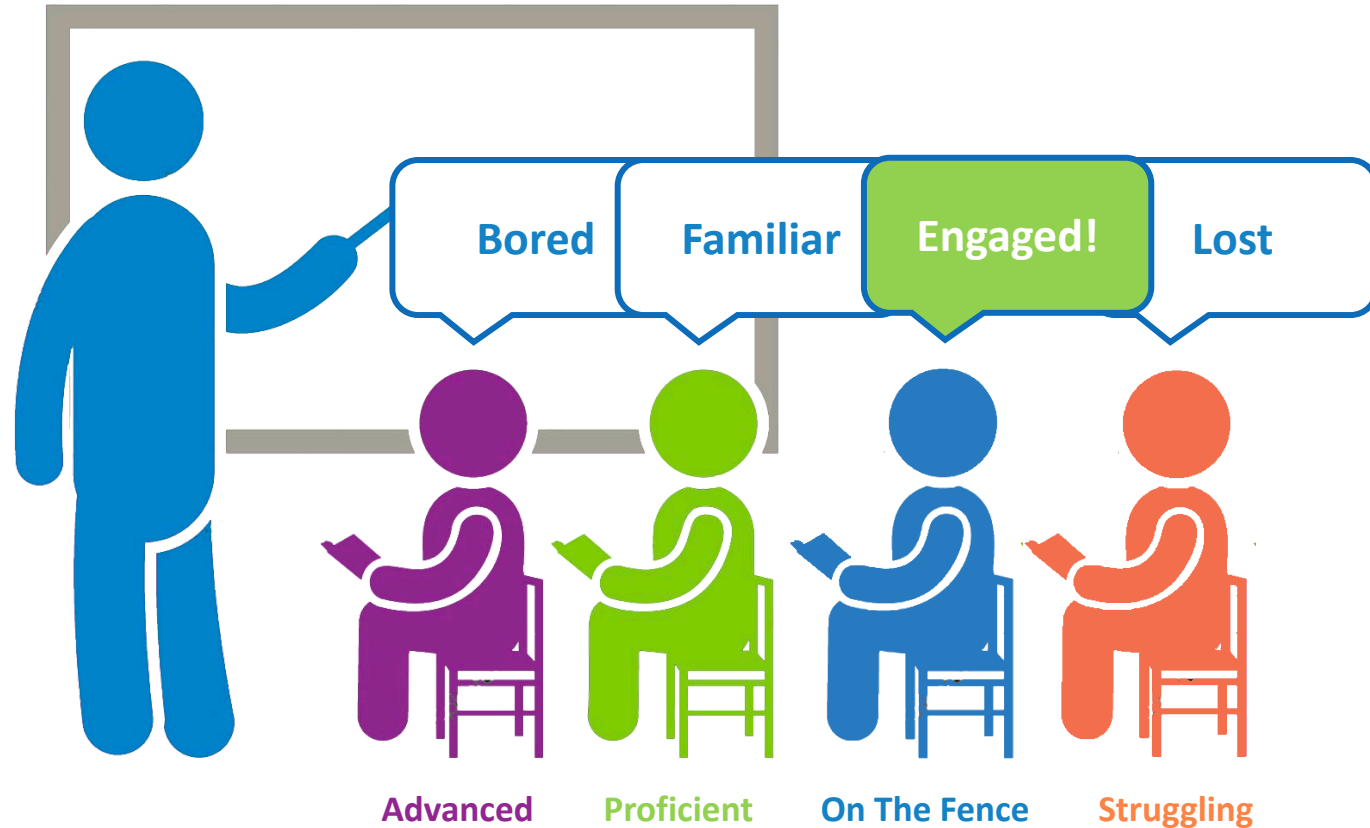 Bored
Familiar
Engaged!
Lost
Advanced
Proficient
On The Fence
Struggling